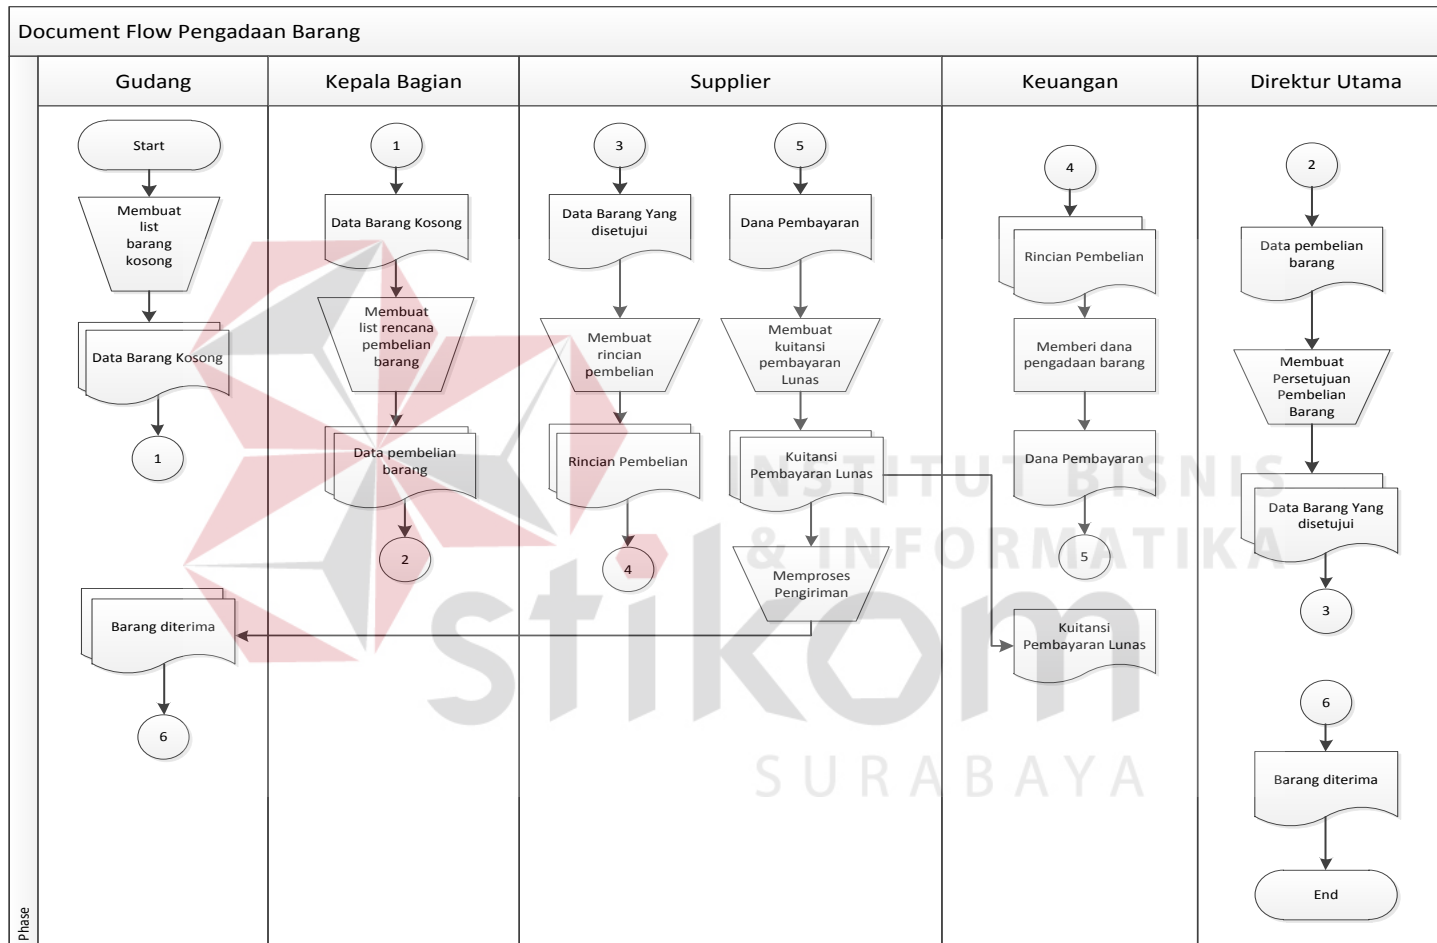 Document Flow Pengadaan Barang
Phase
Gudang
Start
Membuat
list
barang
kosong
Data Barang Kosong
1
Barang diterima
6
Kepala Bagian
1
Data Barang Kosong
Membuat
list rencana
pembelian
barang
Data pembelian
barang
2
Supplier
3
Data Barang Yang
disetujui
Membuat
rincian
pembelian
Rincian Pembelian
4
5
Dana Pembayaran
Membuat
kuitansi
pembayaran
Lunas
Kuitansi
Pembayaran Lunas
Memproses
Pengiriman
Keuangan
4
Rincian Pembelian
Memberi dana
pengadaan barang
Dana Pembayaran
5
Kuitansi
Pembayaran Lunas
Direktur Utama
2
Data pembelian
barang
Membuat
Persetujuan
Pembelian
Barang
Data Barang Yang
disetujui
3
6
Barang diterima
End
INSTITUT BISNIS
& INFORMATIKA
stikom
SURABAYA